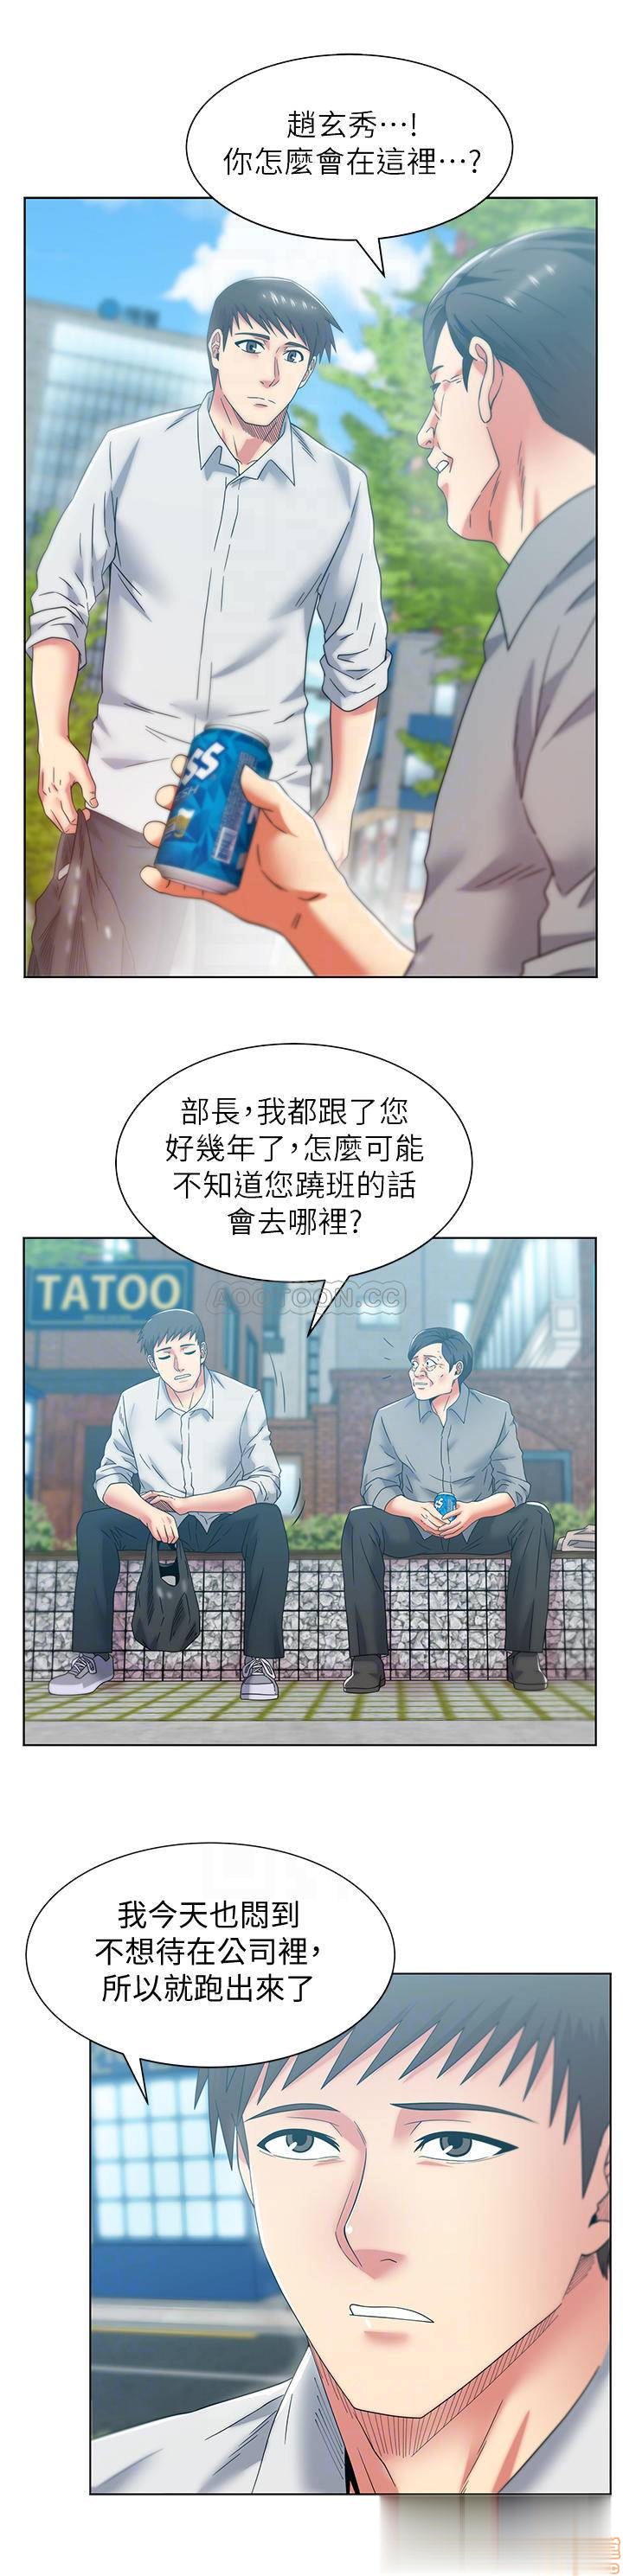 趙玄秀⋯!
你怎麼會在這裡⋯?
部長，我都跟了您
好幾年了，怎麼可能
不知道您蹺班的話
會去哪裡?
TATOO
AOOTOON.CC
我今天也悶到
不想待在公司裡，
所以就跑出來了